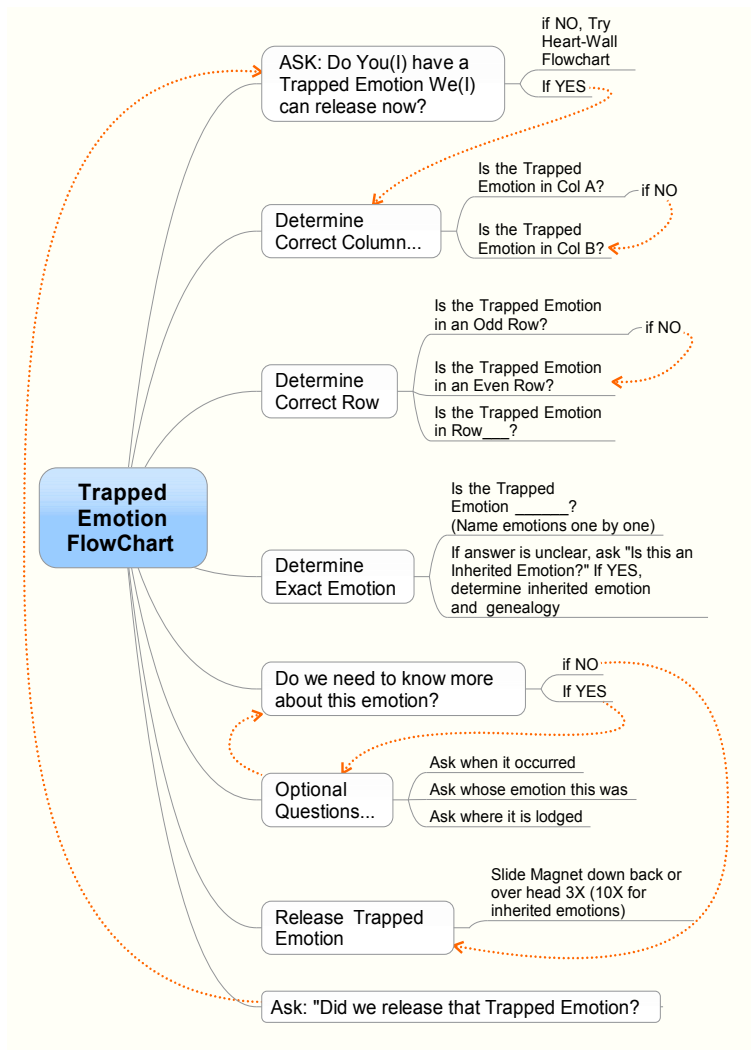 if NO, Try
Heart-Wall
Flowchart
ASK: Do You(I) have a
Trapped Emotion We(I)
can release now?
If YES
Is the Trapped
Emotion in Col A?
if NO
Determine
Correct Column...
Is the Trapped
Emotion in Col B?
Is the Trapped Emotion
in an Odd Row?
if NO
Determine
Correct Row
Is the Trapped Emotion
in an Even Row?
Is the Trapped Emotion
in Row___?
Trapped
Emotion
FlowChart
Is the Trapped
Emotion ______?
(Name emotions one by one)
Determine
Exact Emotion
If answer is unclear, ask "Is this an
Inherited Emotion?" If YES,
determine inherited emotion
and genealogy
Do we need to know more
about this emotion?
if NO
If YES
Optional
Questions...
Ask when it occurred
Ask whose emotion this was
Ask where it is lodged
Release Trapped
Emotion
Slide Magnet down back or
over head 3X (10X for
inherited emotions)
Ask: "Did we release that Trapped Emotion?